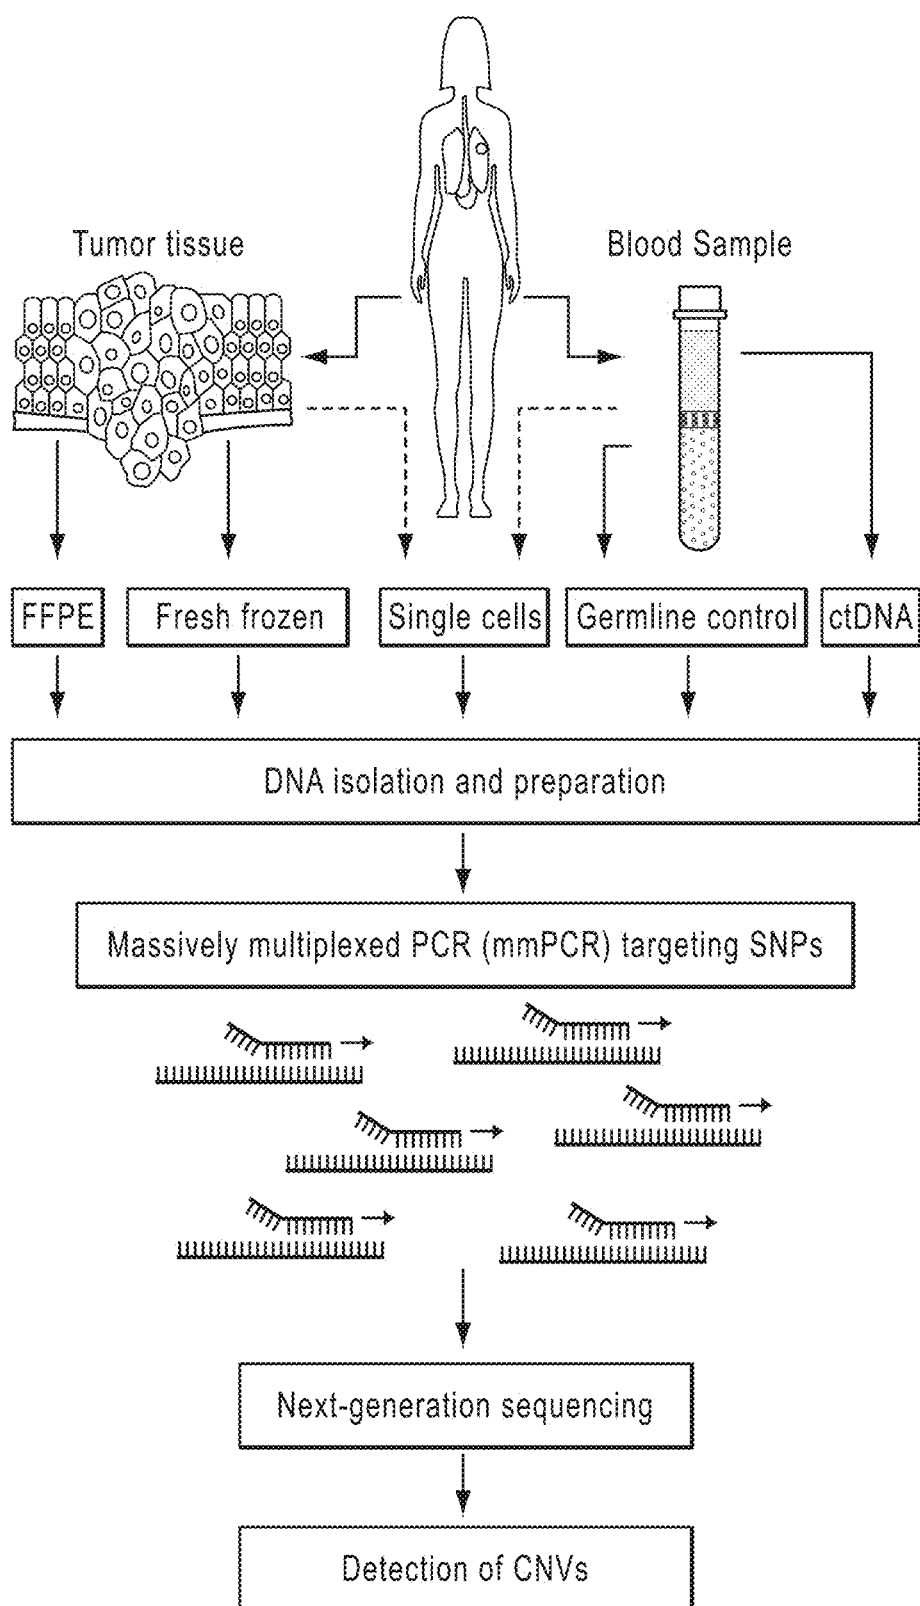 Tumor tissue
Blood Sample
FFPE
Fresh frozen
Single cells
Germline control
ctDNA
DNA isolation and preparation
Massively multiplexed PCR (mmPCR) targeting SNPs
Next-generation sequencing
Detection of CNVs